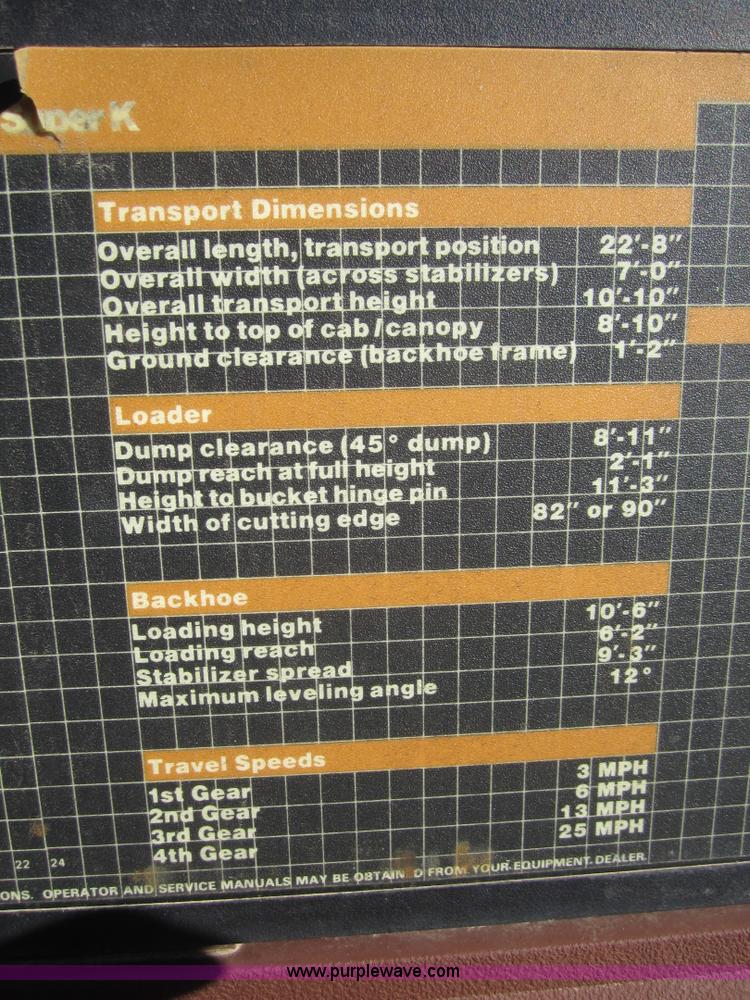 Super K
Transport Dimensions
Overall length, transport position 22'-8"
Overall width (across stabilizers) 7'-0"
Overall transport height 10'-10"
Height to top of cab/canopy 8'-10"
Ground clearance (backhoe frame) 1'-2"
Loader
Dump clearance (45° dump) 8'-11"
Dump reach at full height 2'-1"
Height to bucket hinge pin 11'-3"
Width of cutting edge 82" or 90"
Backhoe
Loading height 10'-6"
Loading reach 6'-2"
Stabilizer spread 9'-3"
Maximum leveling angle 12°
Travel Speeds
1st Gear 3 MPH
2nd Gear 6 MPH
3rd Gear 13 MPH
4th Gear 25 MPH
22 24
ONS. OPERATOR AND SERVICE MANUALS MAY BE OBTAIN D FROM YOUR EQUIPMENT DEALER.
www.purplewave.com